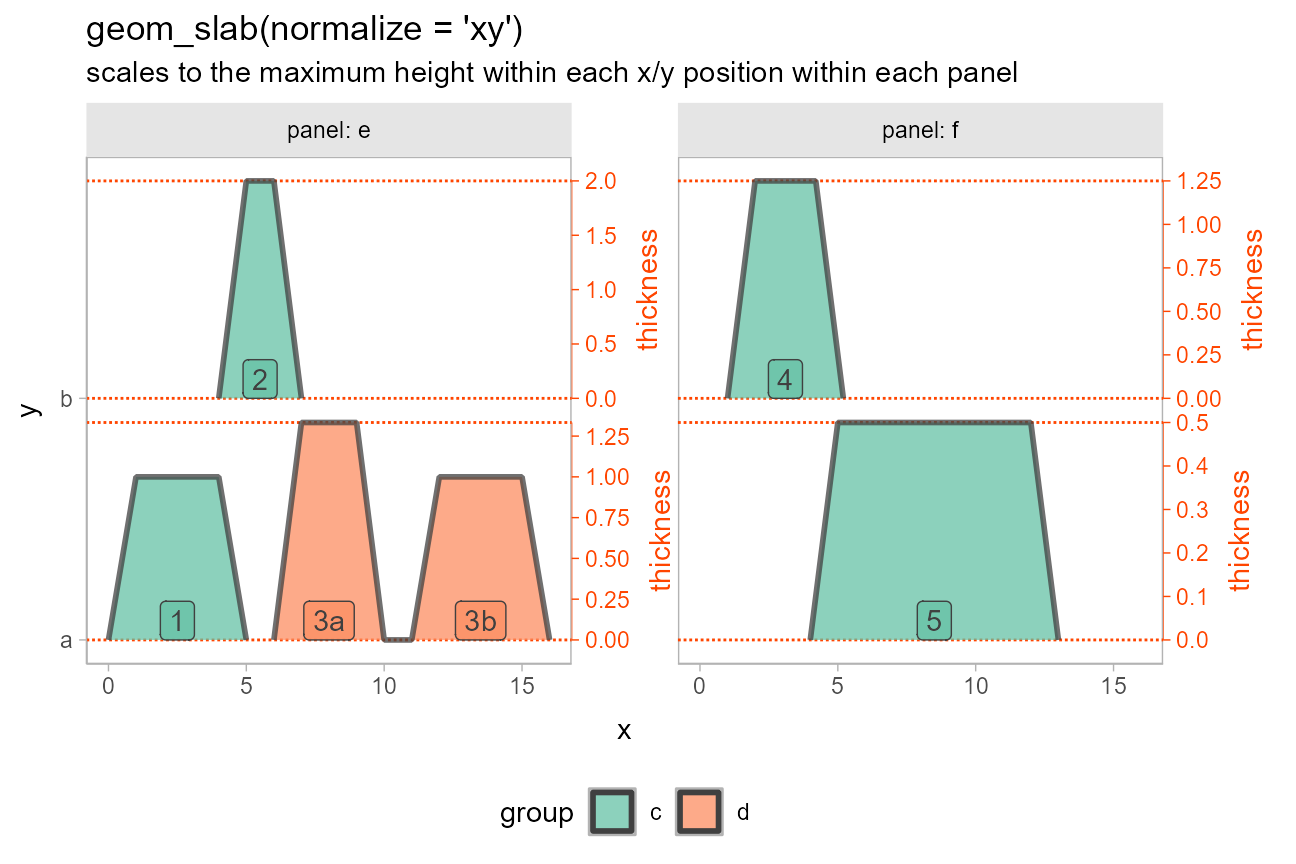 geom_slab(normalize = 'xy')
scales to the maximum height within each x/y position within each panel
panel: e
panel: f
2.0
1.5
1.0
0.5
0.0
thickness
1.25
1.00
0.75
0.50
0.25
0.00
thickness
2
4
y
b
1.25
1.00
0.75
0.50
0.25
0.00
thickness
0.5
0.4
0.3
0.2
0.1
0.0
thickness
1
3a
3b
5
a
0 5 10 15
0 5 10 15
x
group c d